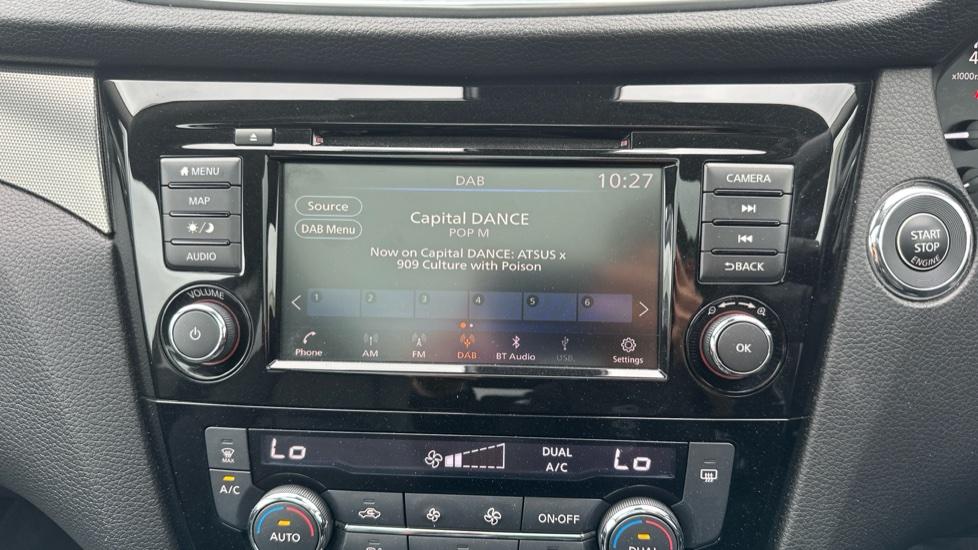 DAB
10:27
Source
DAB Menu
Capital DANCE
POP M
Now on Capital DANCE: ATSUS x
909 Culture with Poison
1 2 3 4 5 6
Phone AM FM DAB BT Audio USB Settings
MENU
MAP
AUDIO
VOLUME
CAMERA
BACK
OK
START
STOP
ENGINE
4
MAX
Lo
DUAL
A/C
Lo
A/C
AUTO
ON·OFF
DUAL